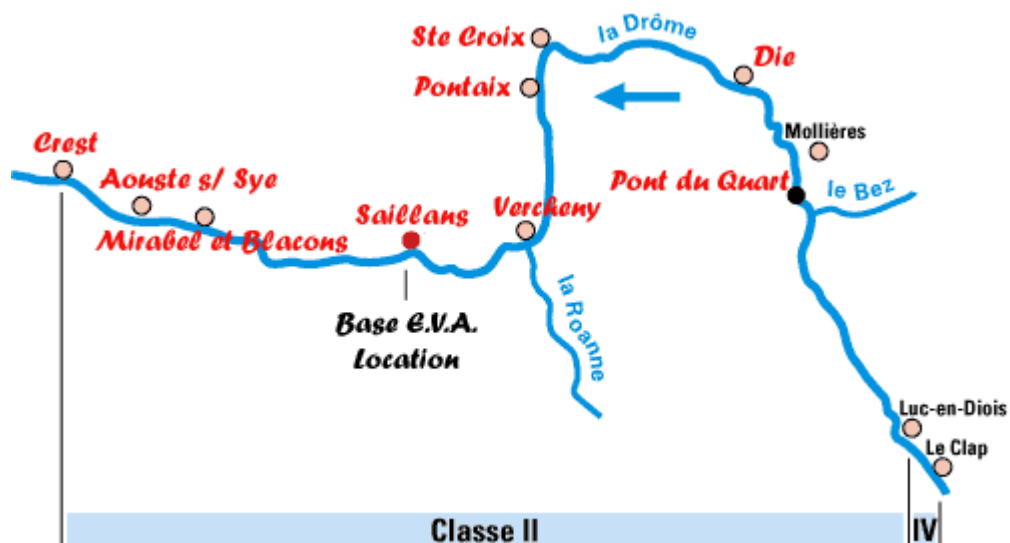 la Drôme
Ste Croix
Die
Pontaix
Mollières
Crest
Aouste s/ Sye
Pont du Quart
le Bez
Saillans
Vercheny
Mirabel et Blacons
la Roanne
Base E.V.A.
Location
Luc-en-Diois
Le Clap
Classe II
IV